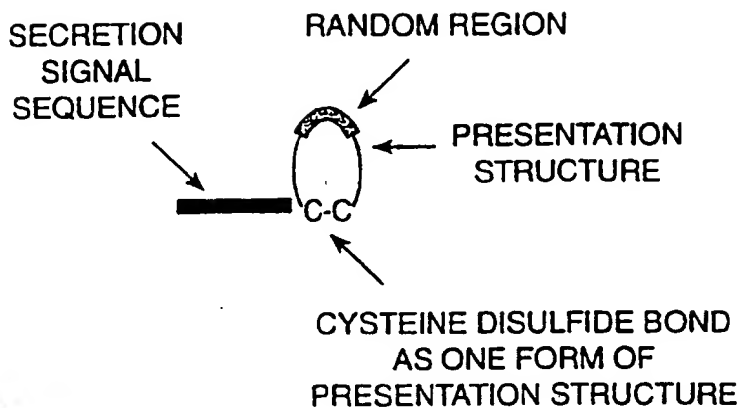 SECRETION
SIGNAL
SEQUENCE
RANDOM REGION
PRESENTATION
STRUCTURE
C-C
CYSTEINE DISULFIDE BOND
AS ONE FORM OF
PRESENTATION STRUCTURE